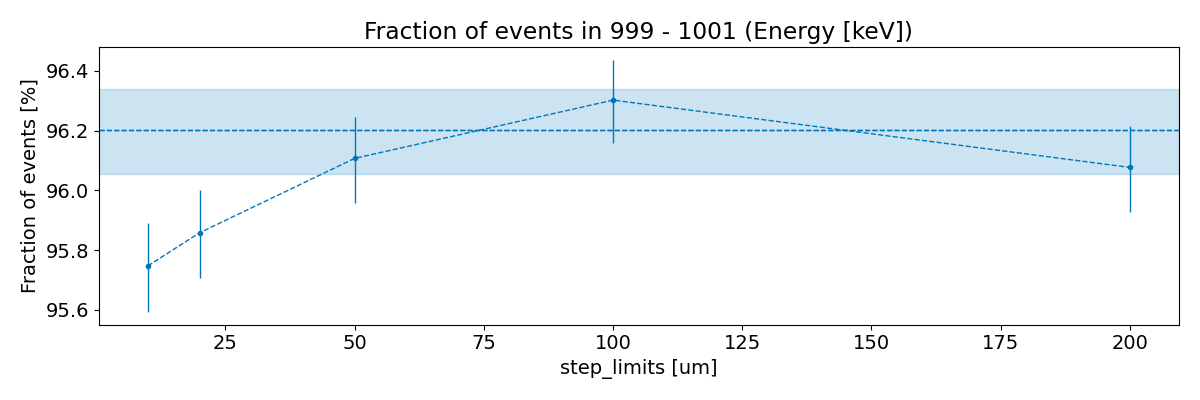 Fraction of events in 999 - 1001 (Energy [keV])
Fraction of events [%]
96.4
96.2
96.0
95.8
95.6
25 50 75 100 125 150 175 200
step_limits [um]